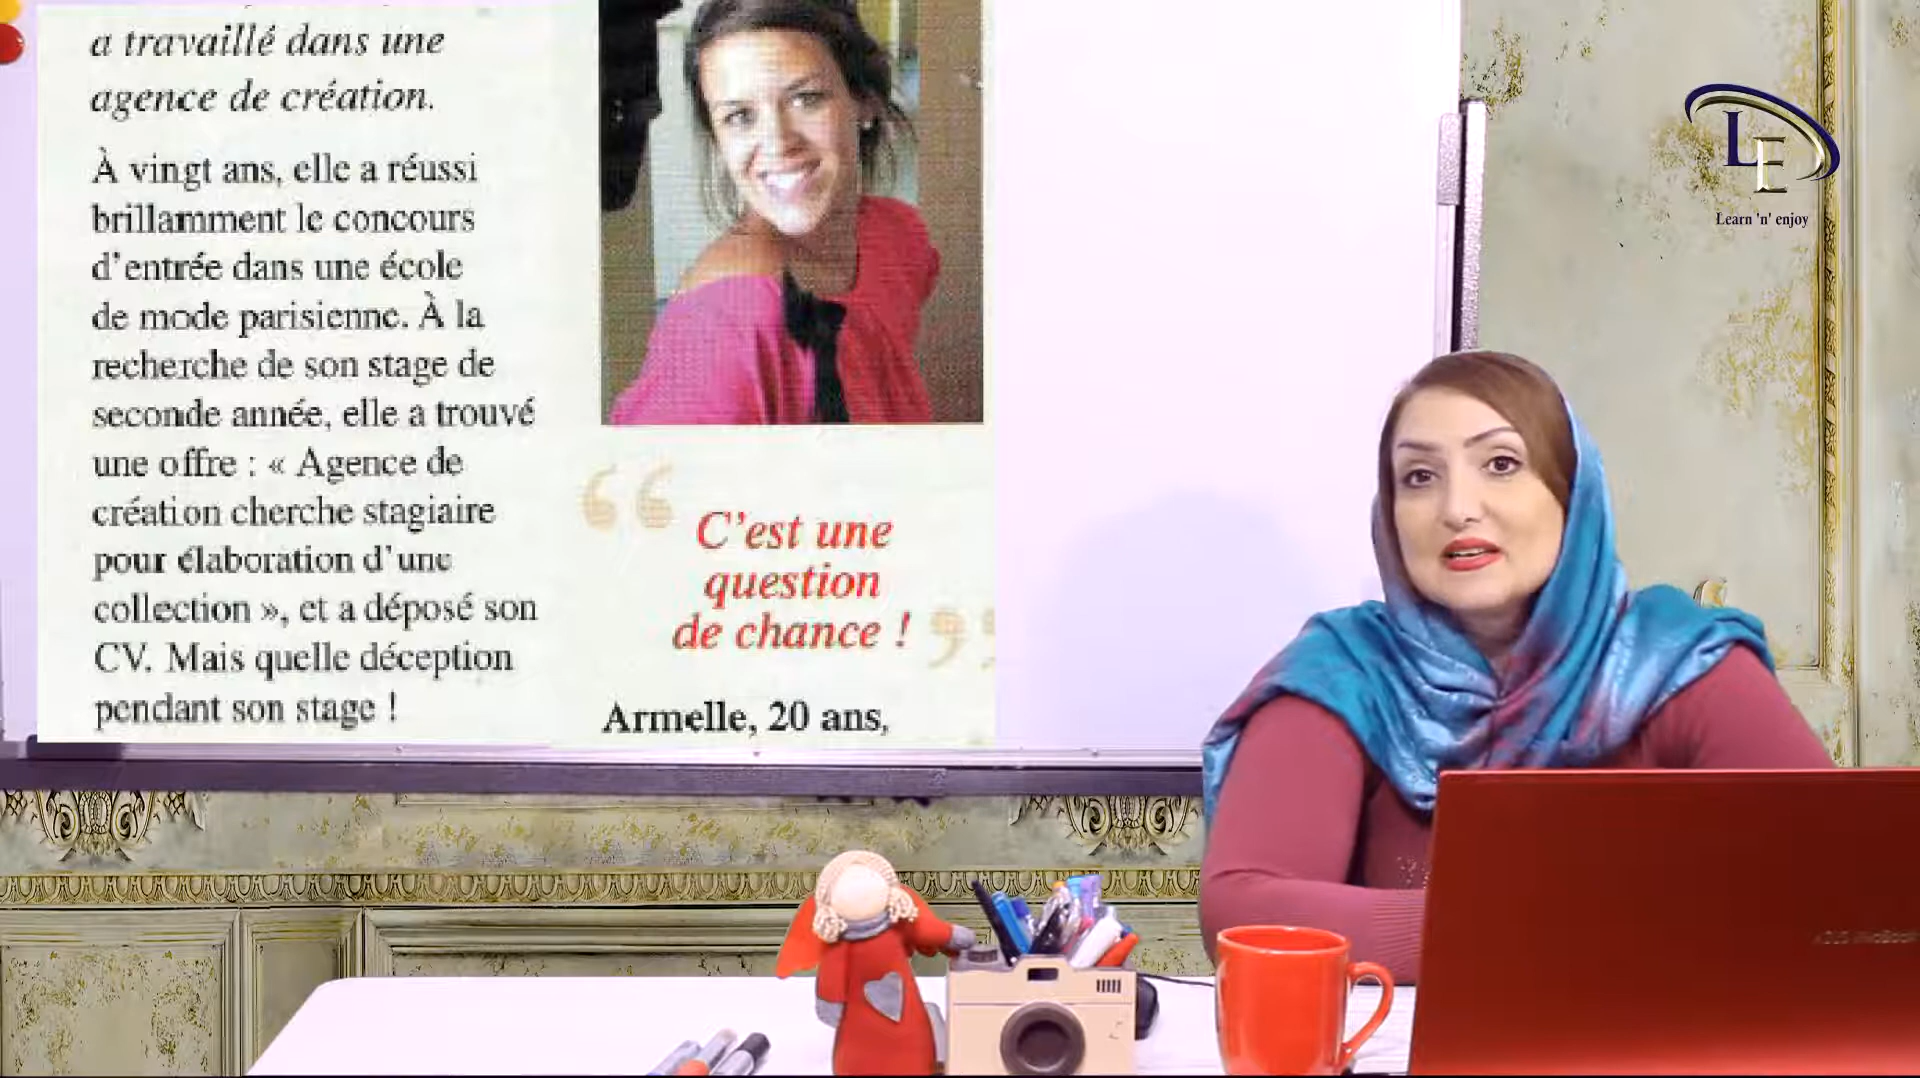 a travaillé dans une
agence de création.
À vingt ans, elle a réussi
brillamment le concours
d'entrée dans une école
de mode parisienne. À la
recherche de son stage de
seconde année, elle a trouvé
une offre : « Agence de
création cherche stagiaire
pour élaboration d'une
collection », et a déposé son
CV. Mais quelle déception
pendant son stage !
“ C'est une
question
de chance ! ”
Armelle, 20 ans,
LE
Learn 'n' enjoy